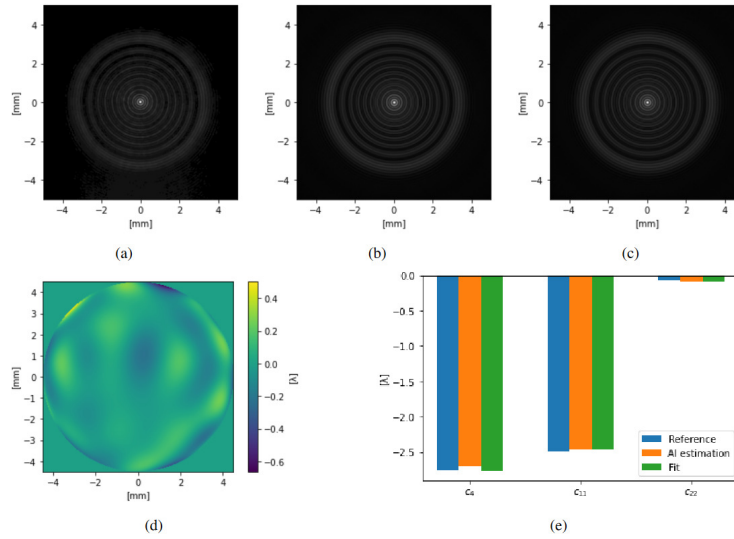 4
2
0
−2
−4
[mm]
−4 −2 0 2 4
[mm]
(a)
4
2
0
−2
−4
[mm]
−4 −2 0 2 4
[mm]
(b)
4
2
0
−2
−4
[mm]
−4 −2 0 2 4
[mm]
(c)
4
3
2
1
0
−1
−2
−3
−4
[mm]
−4 −2 0 2 4
[mm]
0.4
0.2
0.0
−0.2
−0.4
−0.6
[λ]
(d)
0.0
−0.5
−1.0
−1.5
−2.0
−2.5
[λ]
Reference
AI estimation
Fit
c₄ c₁₁ c₂₂
(e)